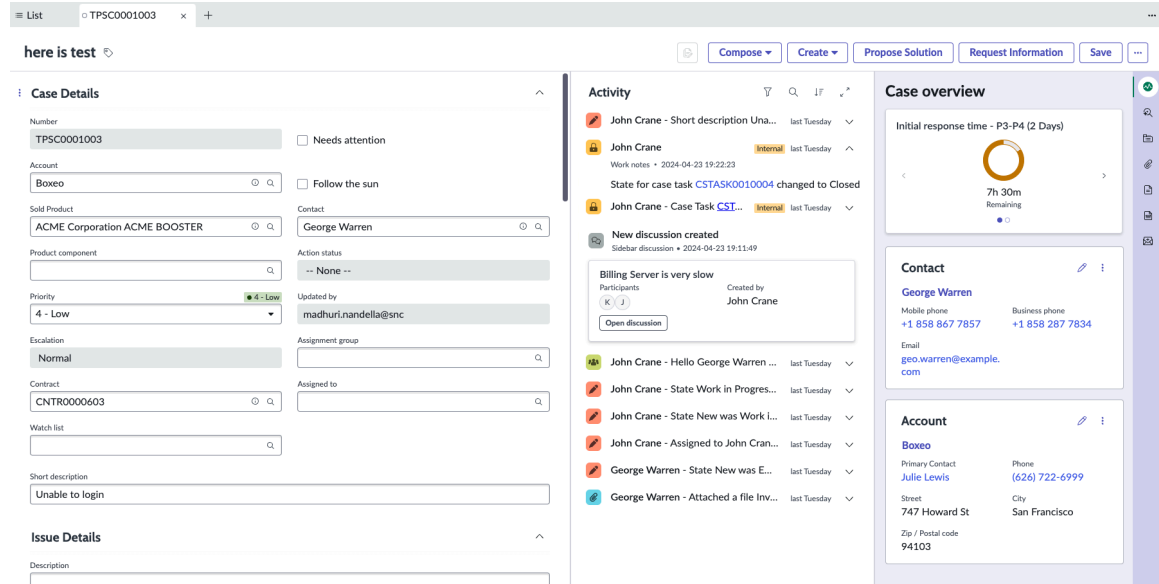 List
TPSC0001003
here is test
Compose
Create
Propose Solution
Request Information
Save
Case Details
Number
TPSC0001003
Needs attention
Account
Boxeo
Follow the sun
Sold Product
ACME Corporation ACME BOOSTER
Contact
George Warren
Product component
Action status
-- None --
Priority
4 - Low
4 - Low
Updated by
madhuri.nandella@snc
Escalation
Normal
Assignment group
Contract
CNTR0000603
Assigned to
Watch list
Short description
Unable to login
Issue Details
Description
Activity
John Crane - Short description Una... last Tuesday
John Crane Internal last Tuesday
Work notes • 2024-04-23 19:22:23
State for case task CSTASK0010004 changed to Closed
John Crane - Case Task CST... Internal last Tuesday
New discussion created
Sidebar discussion • 2024-04-23 19:11:49
Billing Server is very slow
Participants
K J
Created by
John Crane
Open discussion
John Crane - Hello George Warren ... last Tuesday
John Crane - State Work in Progres... last Tuesday
John Crane - State New was Work i... last Tuesday
John Crane - Assigned to John Cran... last Tuesday
George Warren - State New was E... last Tuesday
George Warren - Attached a file Inv... last Tuesday
Case overview
Initial response time - P3-P4 (2 Days)
7h 30m
Remaining
Contact
George Warren
Mobile phone
+1 858 867 7857
Business phone
+1 858 287 7834
Email
geo.warren@example.
com
Account
Boxeo
Primary Contact
Julie Lewis
Phone
(626) 722-6999
Street
747 Howard St
City
San Francisco
Zip / Postal code
94103